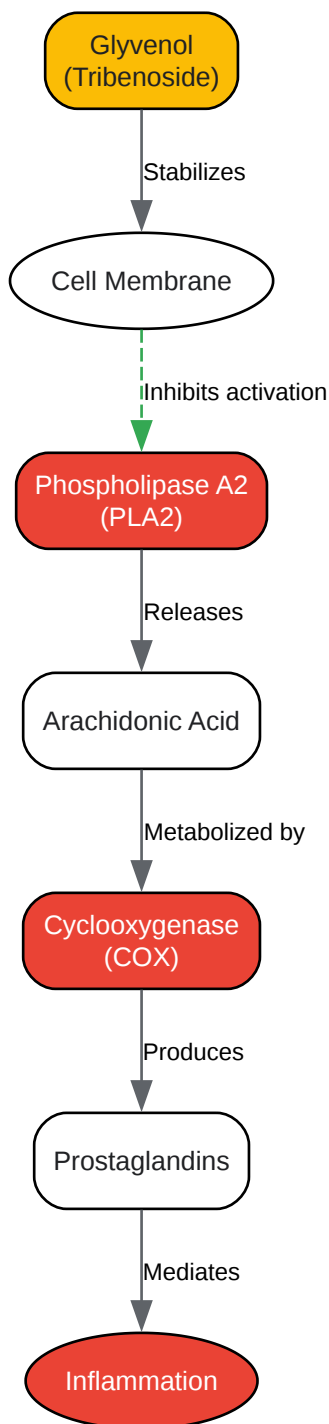 Glyvenol
(Tribenoside)
Stabilizes
Cell Membrane
Inhibits activation
Phospholipase A2
(PLA2)
Releases
Arachidonic Acid
Metabolized by
Cyclooxygenase
(COX)
Produces
Prostaglandins
Mediates
Inflammation